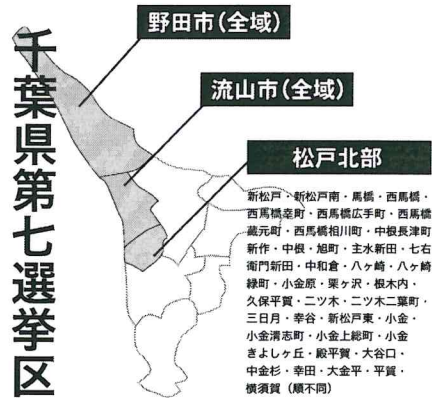 千葉県第七選挙区
野田市(全域)
流山市(全域)
松戸北部
新松戸・新松戸南・馬橋・西馬橋・
西馬橋幸町・西馬橋広手町・西馬橋
蔵元町・西馬橋相川町・中根長津町
新作・中根・旭町・主水新田・七右
衛門新田・中和倉・八ヶ崎・八ヶ崎
緑町・小金原・栗ヶ沢・根木内・
久保平賀・二ツ木・二ツ木二葉町・
三日月・幸谷・新松戸東・小金・
小金清志町・小金上総町・小金
きよしヶ丘・殿平賀・大谷口・
中金杉・幸田・大金平・平賀・
横須賀(順不同)